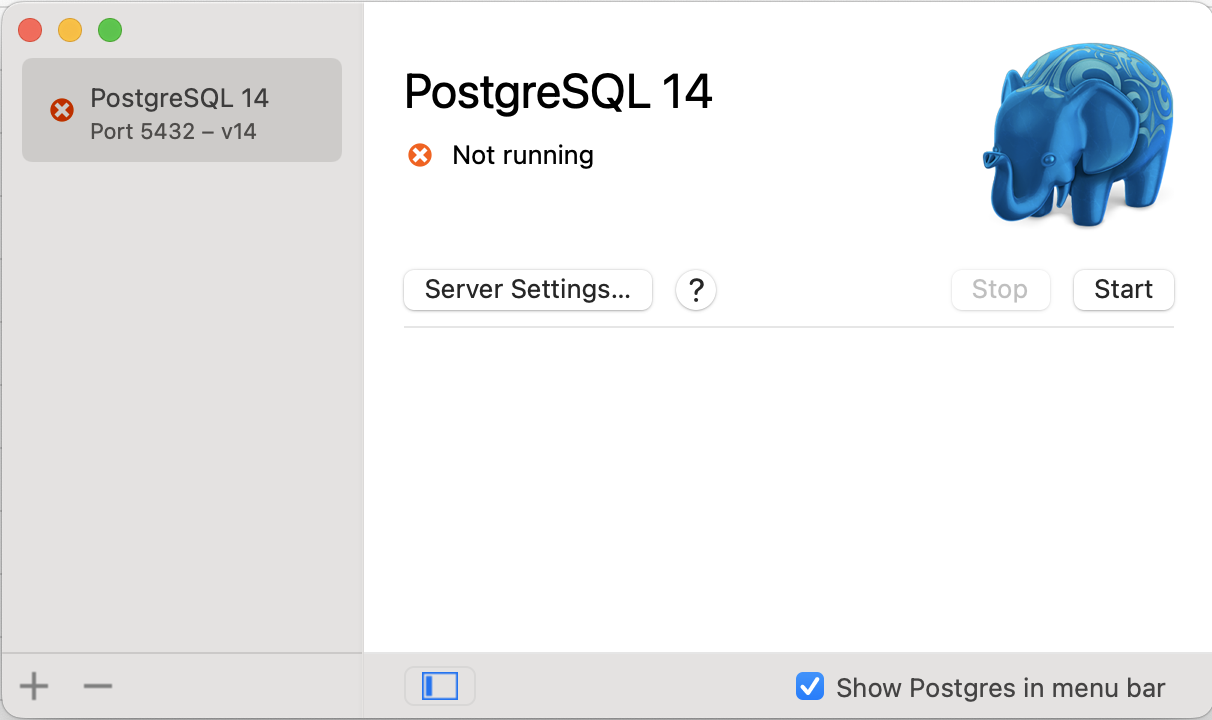 PostgreSQL 14
Port 5432 – v14
PostgreSQL 14
Not running
Server Settings...
?
Stop
Start
Show Postgres in menu bar